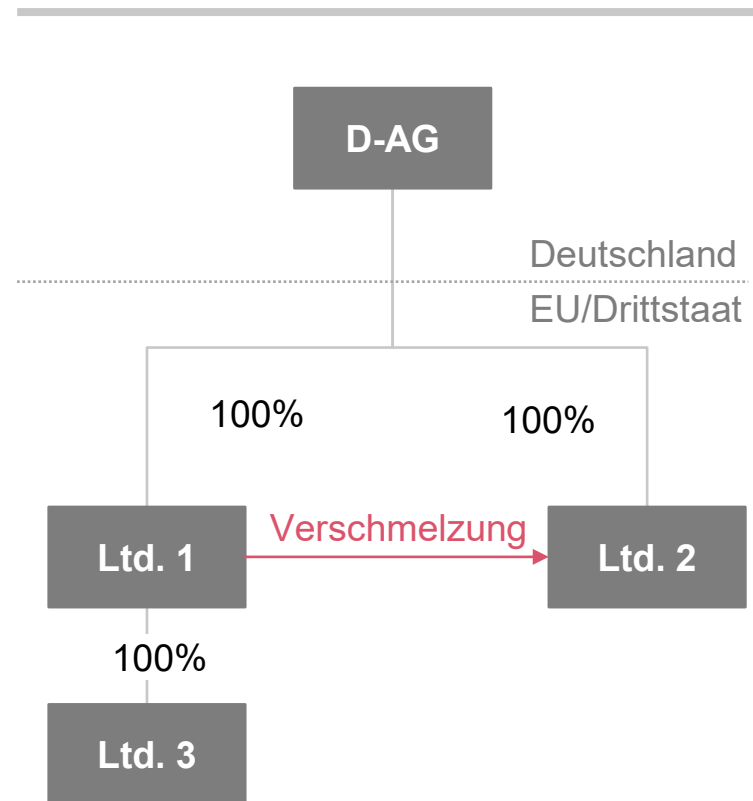 D-AG
Deutschland
EU/Drittstaat
100%
100%
Verschmelzung
Ltd. 1
Ltd. 2
100%
Ltd. 3